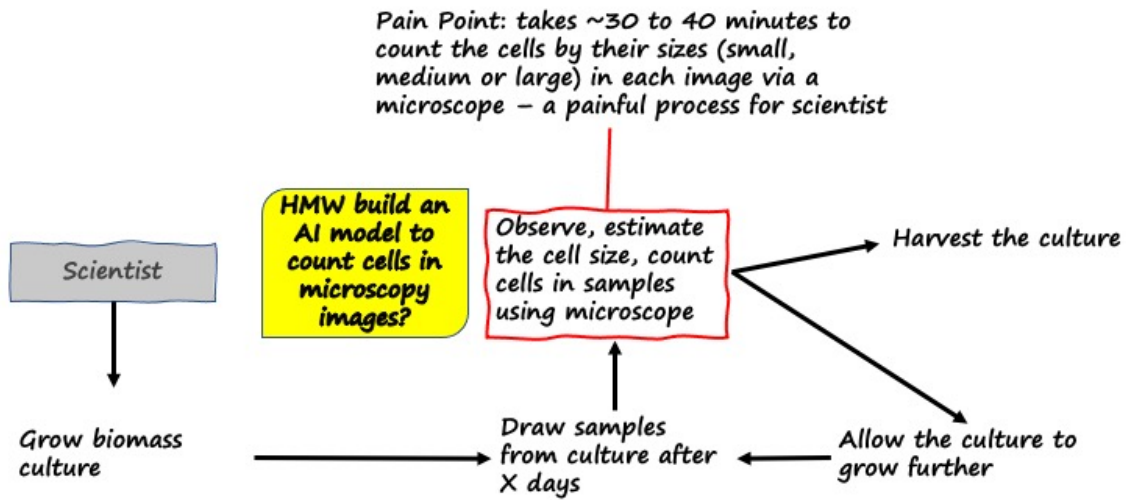 Pain Point: takes ~30 to 40 minutes to
count the cells by their sizes (small,
medium or large) in each image via a
microscope – a painful process for scientist
HMW build an
AI model to
count cells in
microscopy
images?
Observe, estimate
the cell size, count
cells in samples
using microscope
Harvest the culture
Scientist
Grow biomass
culture
Draw samples
from culture after
X days
Allow the culture to
grow further